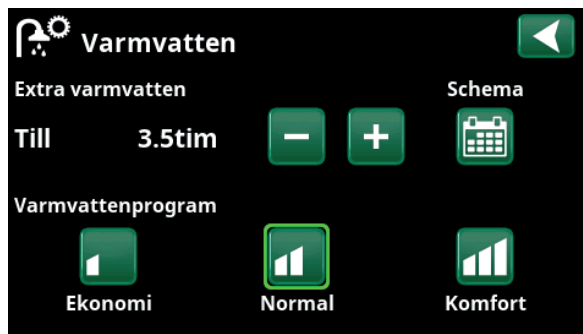 Varmvatten
Extra varmvatten Schema
Till 3.5tim
Varmvattenprogram
Ekonomi Normal Komfort